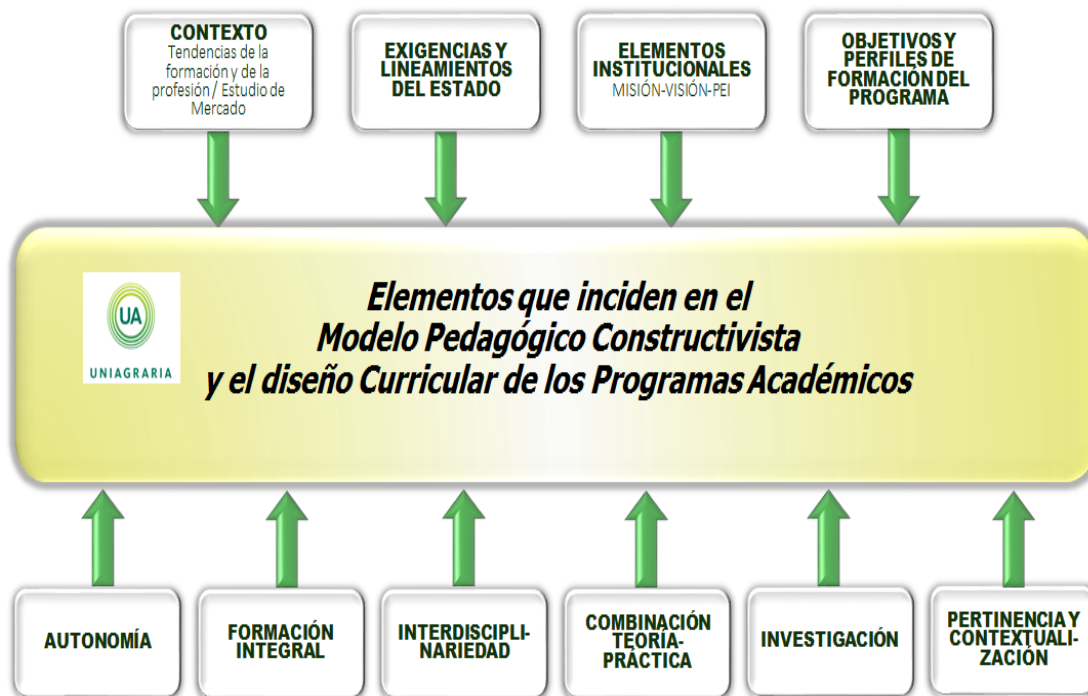 CONTEXTO
Tendencias de la
formación y de la
profesión / Estudio de
Mercado
EXIGENCIAS Y
LINEAMIENTOS
DEL ESTADO
ELEMENTOS
INSTITUCIONALES
MISIÓN-VISIÓN-PEI
OBJETIVOS Y
PERFILES DE
FORMACIÓN DEL
PROGRAMA
UA
UNIAGRARIA
Elementos que inciden en el
Modelo Pedagógico Constructivista
y el diseño Curricular de los Programas Académicos
AUTONOMÍA
FORMACIÓN
INTEGRAL
INTERDISCIPLI-
NARIEDAD
COMBINACIÓN
TEORÍA-
PRÁCTICA
INVESTIGACIÓN
PERTINENCIA Y
CONTEXTUALI-
ZACIÓN